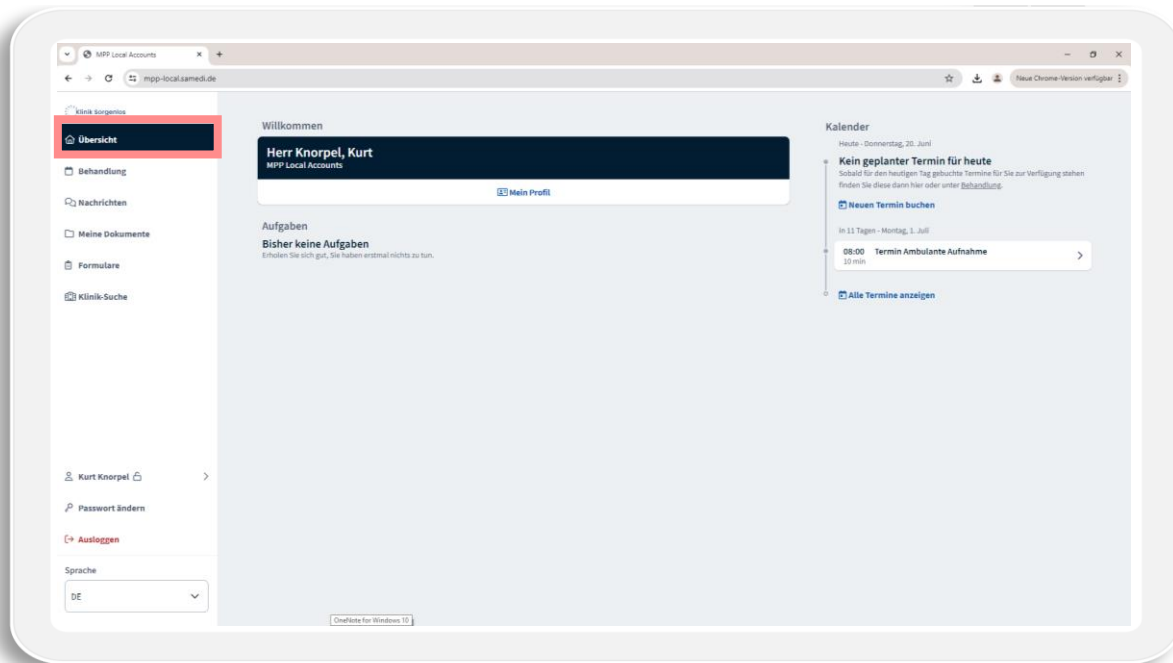 MPP Local Accounts
mpp-local.samedi.de
Neue Chrome-Version verfügbar
Klinik Sorgenlos
Übersicht
Behandlung
Nachrichten
Meine Dokumente
Formulare
Klinik-Suche
Kurt Knorpel
Passwort ändern
Ausloggen
Sprache
DE
Willkommen
Herr Knorpel, Kurt
MPP Local Accounts
Mein Profil
Aufgaben
Bisher keine Aufgaben
Erholen Sie sich gut, Sie haben erstmal nichts zu tun.
Kalender
Heute - Donnerstag, 20. Juni
Kein geplanter Termin für heute
Sobald für den heutigen Tag gebuchte Termine für Sie zur Verfügung stehen
finden Sie diese dann hier oder unter Behandlung.
Neuen Termin buchen
In 11 Tagen - Montag, 1. Juli
08:00 Termin Ambulante Aufnahme
10 min
Alle Termine anzeigen
OneNote for Windows 10